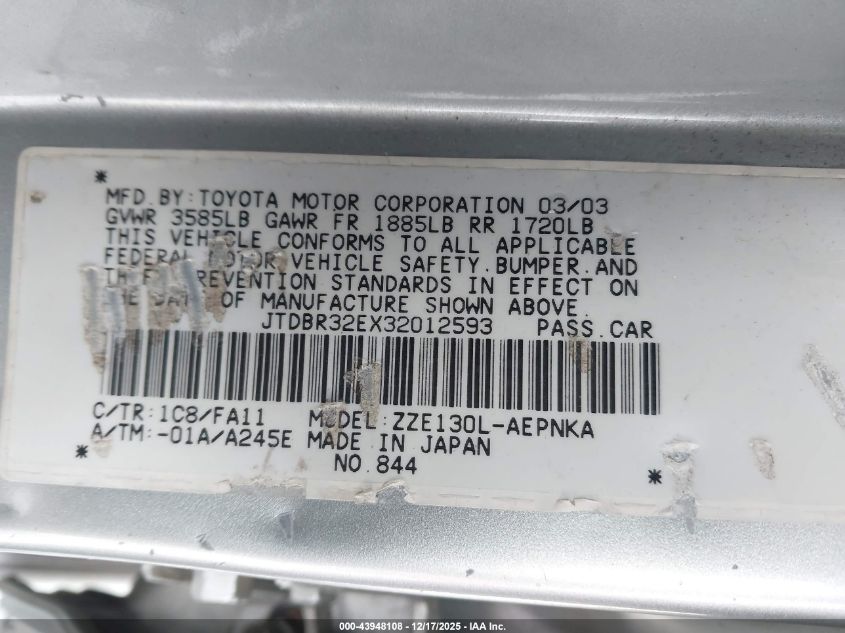 MFD.BY:TOYOTA MOTOR CORPORATION 03/03
GVWR 3585LB GAWR FR 1885LB RR 1720LB
THIS VEHICLE CONFORMS TO ALL APPLICABLE
FEDERAL MOTOR VEHICLE SAFETY.BUMPER.AND
PREVENTION STANDARDS IN EFFECT ON
THE DATE OF MANUFACTURE SHOWN ABOVE.
JTDBR32EX32012593 PASS.CAR
C/TR:1C8/FA11 MODEL:ZZE130L-AEPNKA
A/TM:-01A/A245E MADE IN JAPAN
NO.844
000-43948108 - 12/17/2025 - IAA Inc.